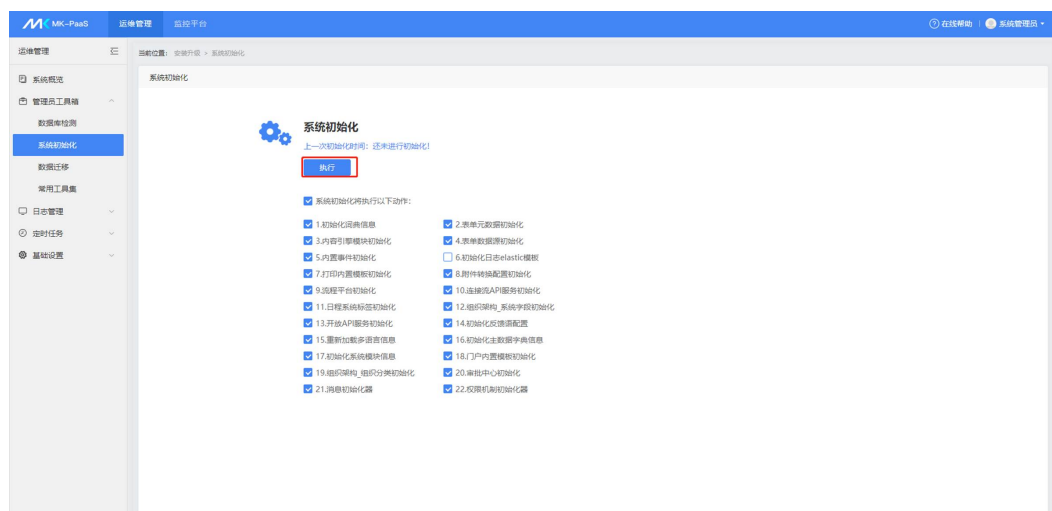 MK-PaaS 运维管理 监控平台 在线帮助 系统管理员
运维管理
当前位置: 安装升级 > 系统初始化
系统概览
系统初始化
管理员工具箱
数据库检测
系统初始化
数据迁移
常用工具集
日志管理
定时任务
基础设置
系统初始化
上一次初始化时间: 还未进行初始化!
执行
系统初始化将执行以下动作:
1.初始化词典信息 2.表单元数据初始化
3.内容引擎模块初始化 4.表单数据源初始化
5.内置事件初始化 6.初始化日志elastic模板
7.打印内置模板初始化 8.附件转换配置初始化
9.流程平台初始化 10.连接流API服务初始化
11.日程系统标签初始化 12.组织架构_系统字段初始化
13.开放API服务初始化 14.初始化反馈语配置
15.重新加载多语言信息 16.初始化主数据字典信息
17.初始化系统模块信息 18.门户内置模板初始化
19.组织架构_组织分类初始化 20.审批中心初始化
21.消息初始化器 22.权限机制初始化器